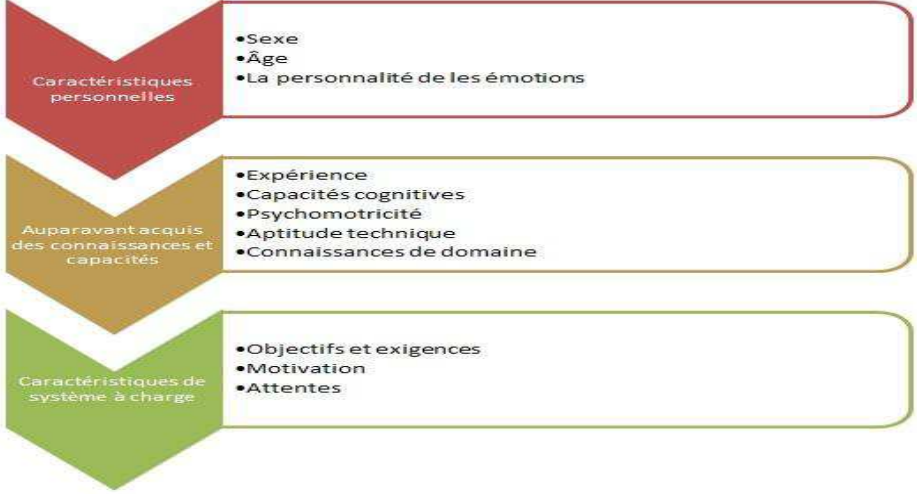 Caractéristiques
personnelles
•Sexe
•Âge
•La personnalité de les émotions
Auparavant acquis
des connaissances et
capacités
•Expérience
•Capacités cognitives
•Psychomotricité
•Aptitude technique
•Connaissances de domaine
Caractéristiques de
système à charge
•Objectifs et exigences
•Motivation
•Attentes